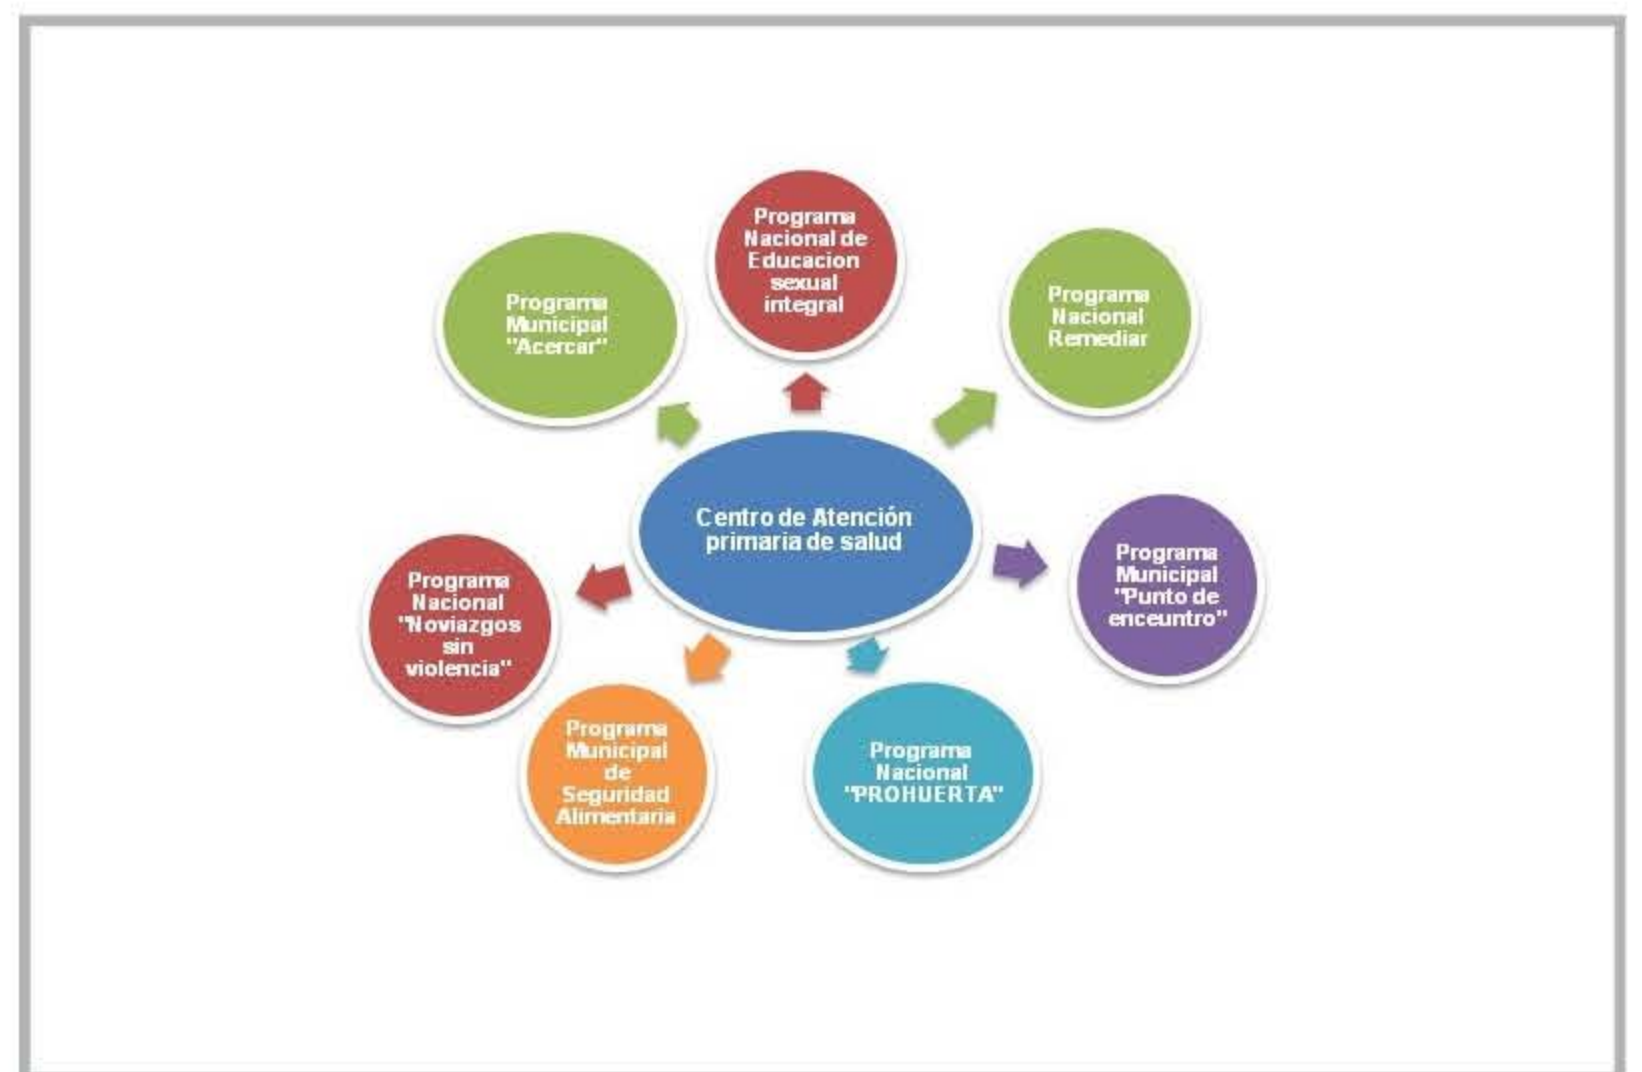 Programa
Nacional de
Educacion
sexual
integral
Programa
Nacional
Remediar
Programa
Municipal
"Punto de
enceuntro"
Programa
Nacional
"PROHUERTA"
Programa
Municipal
de
Seguridad
Alimentaria
Programa
Nacional
"Noviazgos
sin
violencia"
Programa
Municipal
"Acercar"
Centro de Atención
primaria de salud